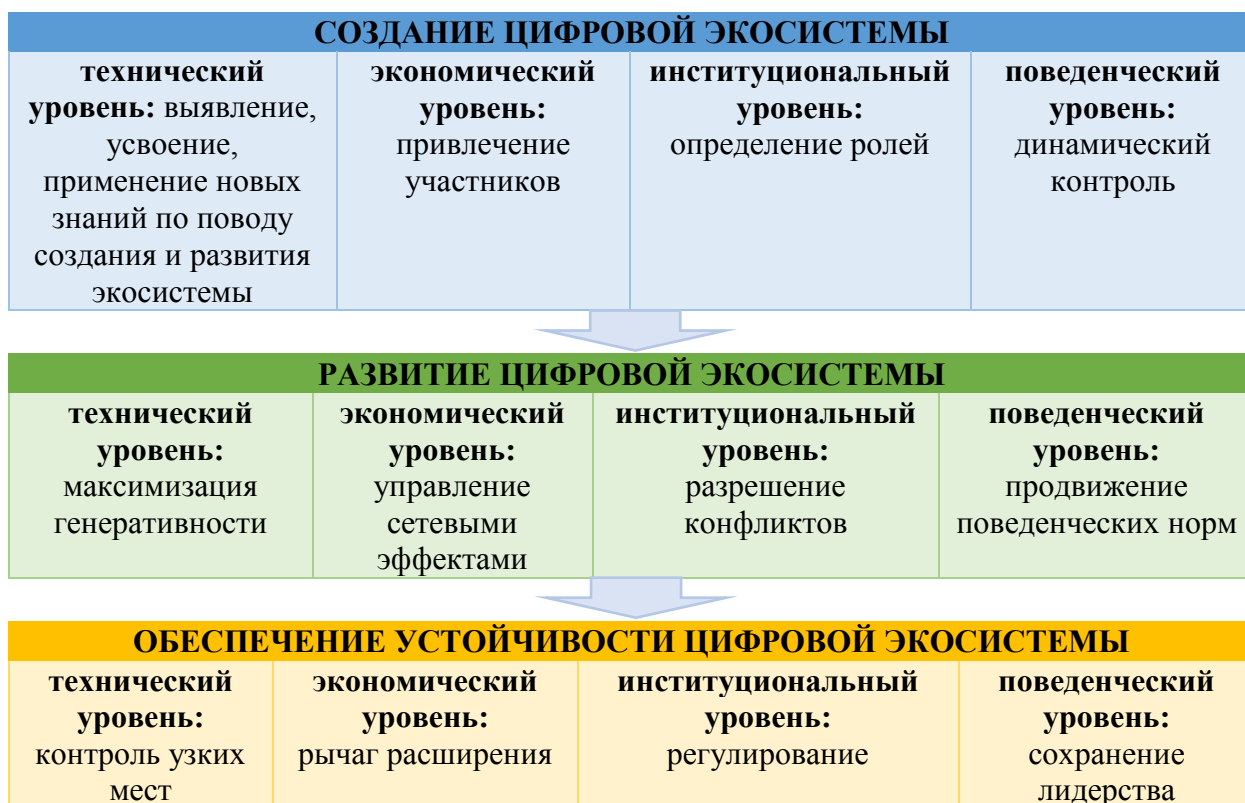 СОЗДАНИЕ ЦИФРОВОЙ ЭКОСИСТЕМЫ
технический
уровень: выявление,
усвоение,
применение новых
знаний по поводу
создания и развития
экосистемы
экономический
уровень:
привлечение
участников
институциональный
уровень:
определение ролей
поведенческий
уровень:
динамический
контроль
РАЗВИТИЕ ЦИФРОВОЙ ЭКОСИСТЕМЫ
технический
уровень:
максимизация
генеративности
экономический
уровень:
управление
сетевыми
эффектами
институциональный
уровень:
разрешение
конфликтов
поведенческий
уровень:
продвижение
поведенческих норм
ОБЕСПЕЧЕНИЕ УСТОЙЧИВОСТИ ЦИФРОВОЙ ЭКОСИСТЕМЫ
технический
уровень:
контроль узких
мест
экономический
уровень:
рычаг расширения
институциональный
уровень:
регулирование
поведенческий
уровень:
сохранение
лидерства